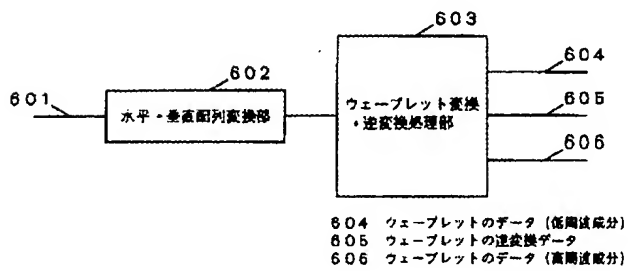 603
602
604
601
水平・垂直配列変換部
ウェーブレット変換
・逆変換処理部
605
606
604 ウェーブレットのデータ (低周波成分)
605 ウェーブレットの逆変換データ
606 ウェーブレットのデータ (高周波成分)